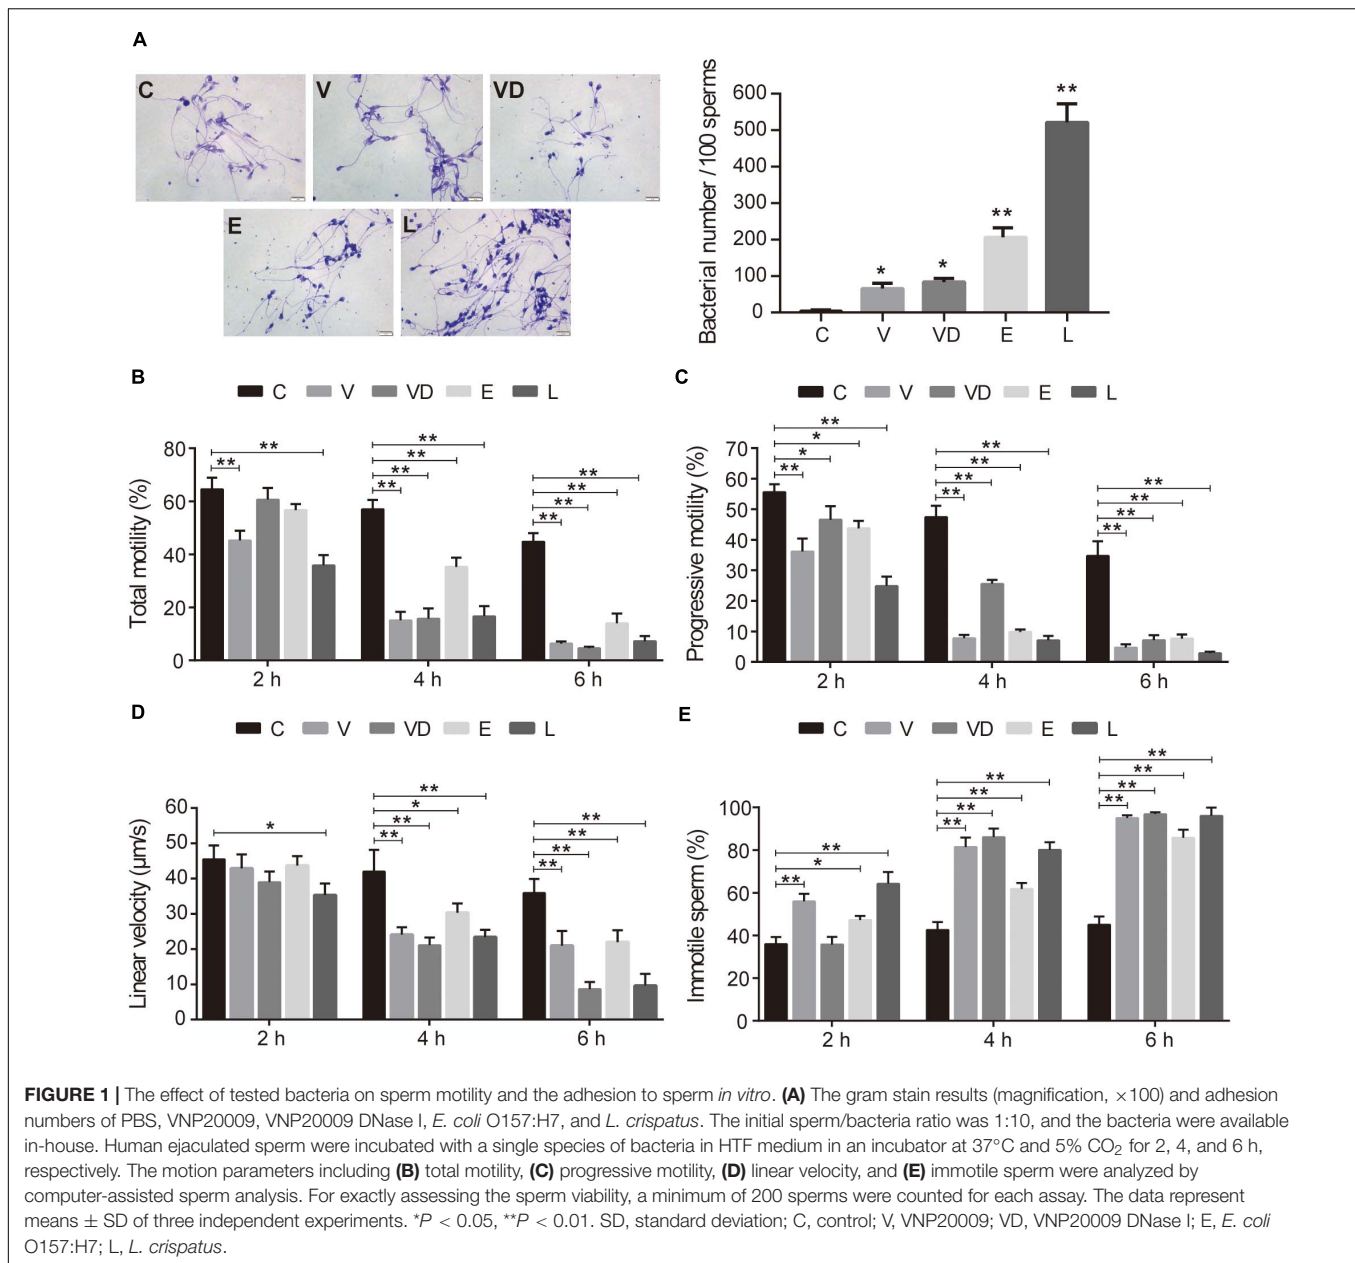 A
C
V
VD
E
L
Bacterial number / 100 sperms
600
500
400
300
200
100
0
*
*
**
**
C V VD E L
B
C V VD E L
Total motility (%)
80
60
40
20
0
** **
** ** ** **
** ** ** **
2 h 4 h 6 h
C
C V VD E L
Progressive motility (%)
70
60
50
40
30
20
10
0
** * * **
** ** ** **
** ** ** **
2 h 4 h 6 h
D
C V VD E L
Linear velocity (µm/s)
60
50
40
30
20
10
0
*
** ** * **
** ** ** **
2 h 4 h 6 h
E
C V VD E L
Immotile sperm (%)
100
80
60
40
20
0
** * **
** ** ** **
** ** ** **
2 h 4 h 6 h
FIGURE 1 | The effect of tested bacteria on sperm motility and the adhesion to sperm in vitro. (A) The gram stain results (magnification, ×100) and adhesion
numbers of PBS, VNP20009, VNP20009 DNase I, E. coli O157:H7, and L. crispatus. The initial sperm/bacteria ratio was 1:10, and the bacteria were available
in-house. Human ejaculated sperm were incubated with a single species of bacteria in HTF medium in an incubator at 37°C and 5% CO₂ for 2, 4, and 6 h,
respectively. The motion parameters including (B) total motility, (C) progressive motility, (D) linear velocity, and (E) immotile sperm were analyzed by
computer-assisted sperm analysis. For exactly assessing the sperm viability, a minimum of 200 sperms were counted for each assay. The data represent
means ± SD of three independent experiments. *P < 0.05, **P < 0.01. SD, standard deviation; C, control; V, VNP20009; VD, VNP20009 DNase I; E, E. coli
O157:H7; L, L. crispatus.